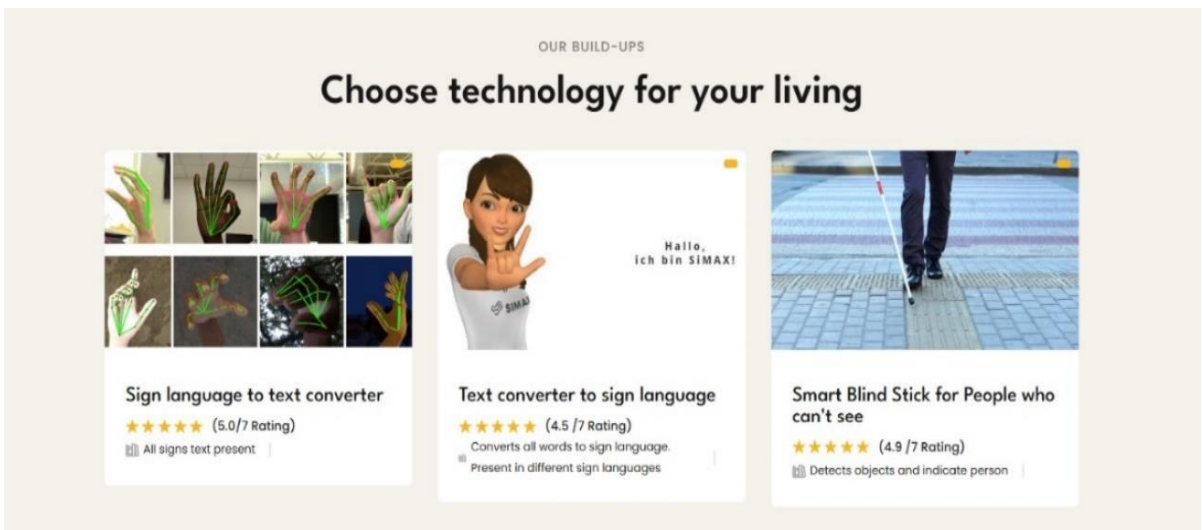 OUR BUILD-UPS
Choose technology for your living
Hallo,
ich bin SiMAX!
SIMAX
Sign language to text converter
(5.0/7 Rating)
All signs text present
Text converter to sign language
(4.5 /7 Rating)
Converts all words to sign language.
Present in different sign languages
Smart Blind Stick for People who
can't see
(4.9 /7 Rating)
Detects objects and indicate person